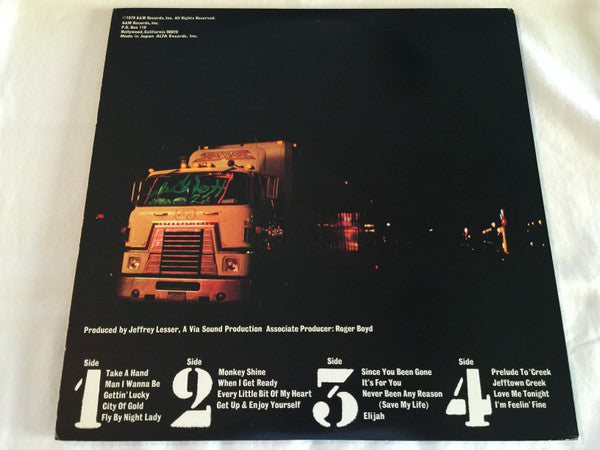 ©1979 A&M Records, Inc. All Rights Reserved.
A&M Records, Inc.
P.O. Box 118
Hollywood, California 90028
Made in Japan ALFA Records, Inc.
INTERNATIONAL
Produced by Jeffrey Lesser, A Via Sound Production Associate Producer: Roger Boyd
Side
1
Take A Hand
Man I Wanna Be
Gettin' Lucky
City Of Gold
Fly By Night Lady
Side
2
Monkey Shine
When I Get Ready
Every Little Bit Of My Heart
Get Up & Enjoy Yourself
Side
3
Since You Been Gone
It's For You
Never Been Any Reason
(Save My Life)
Elijah
Side
4
Prelude To 'Creek
Jefftown Creek
Love Me Tonight
I'm Feelin' Fine